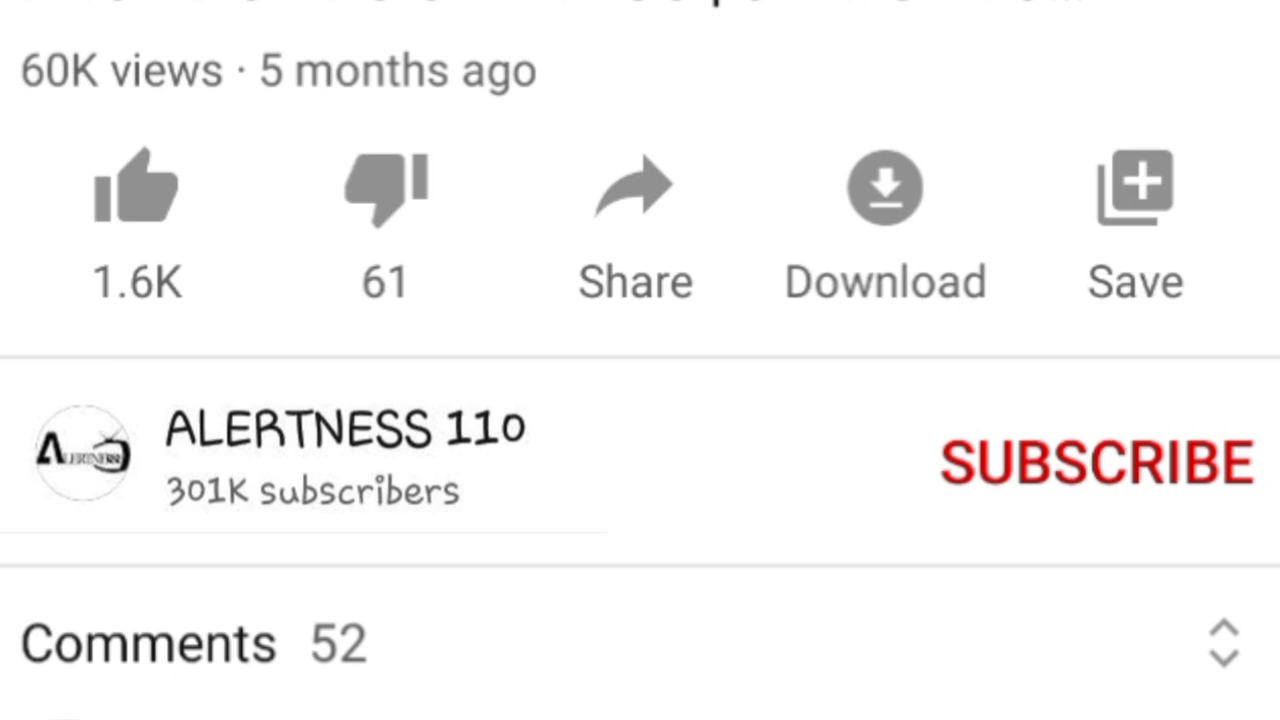 60K views · 5 months ago
1.6K 61 Share Download Save
ALERTNESS 110
301K subscribers
SUBSCRIBE
Comments 52